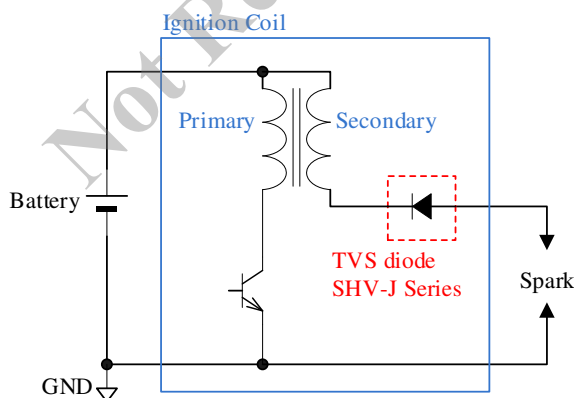 Ignition Coil
Not Re
Primary
Secondary
Battery
TVS diode
SHV-J Series
Spark
GND